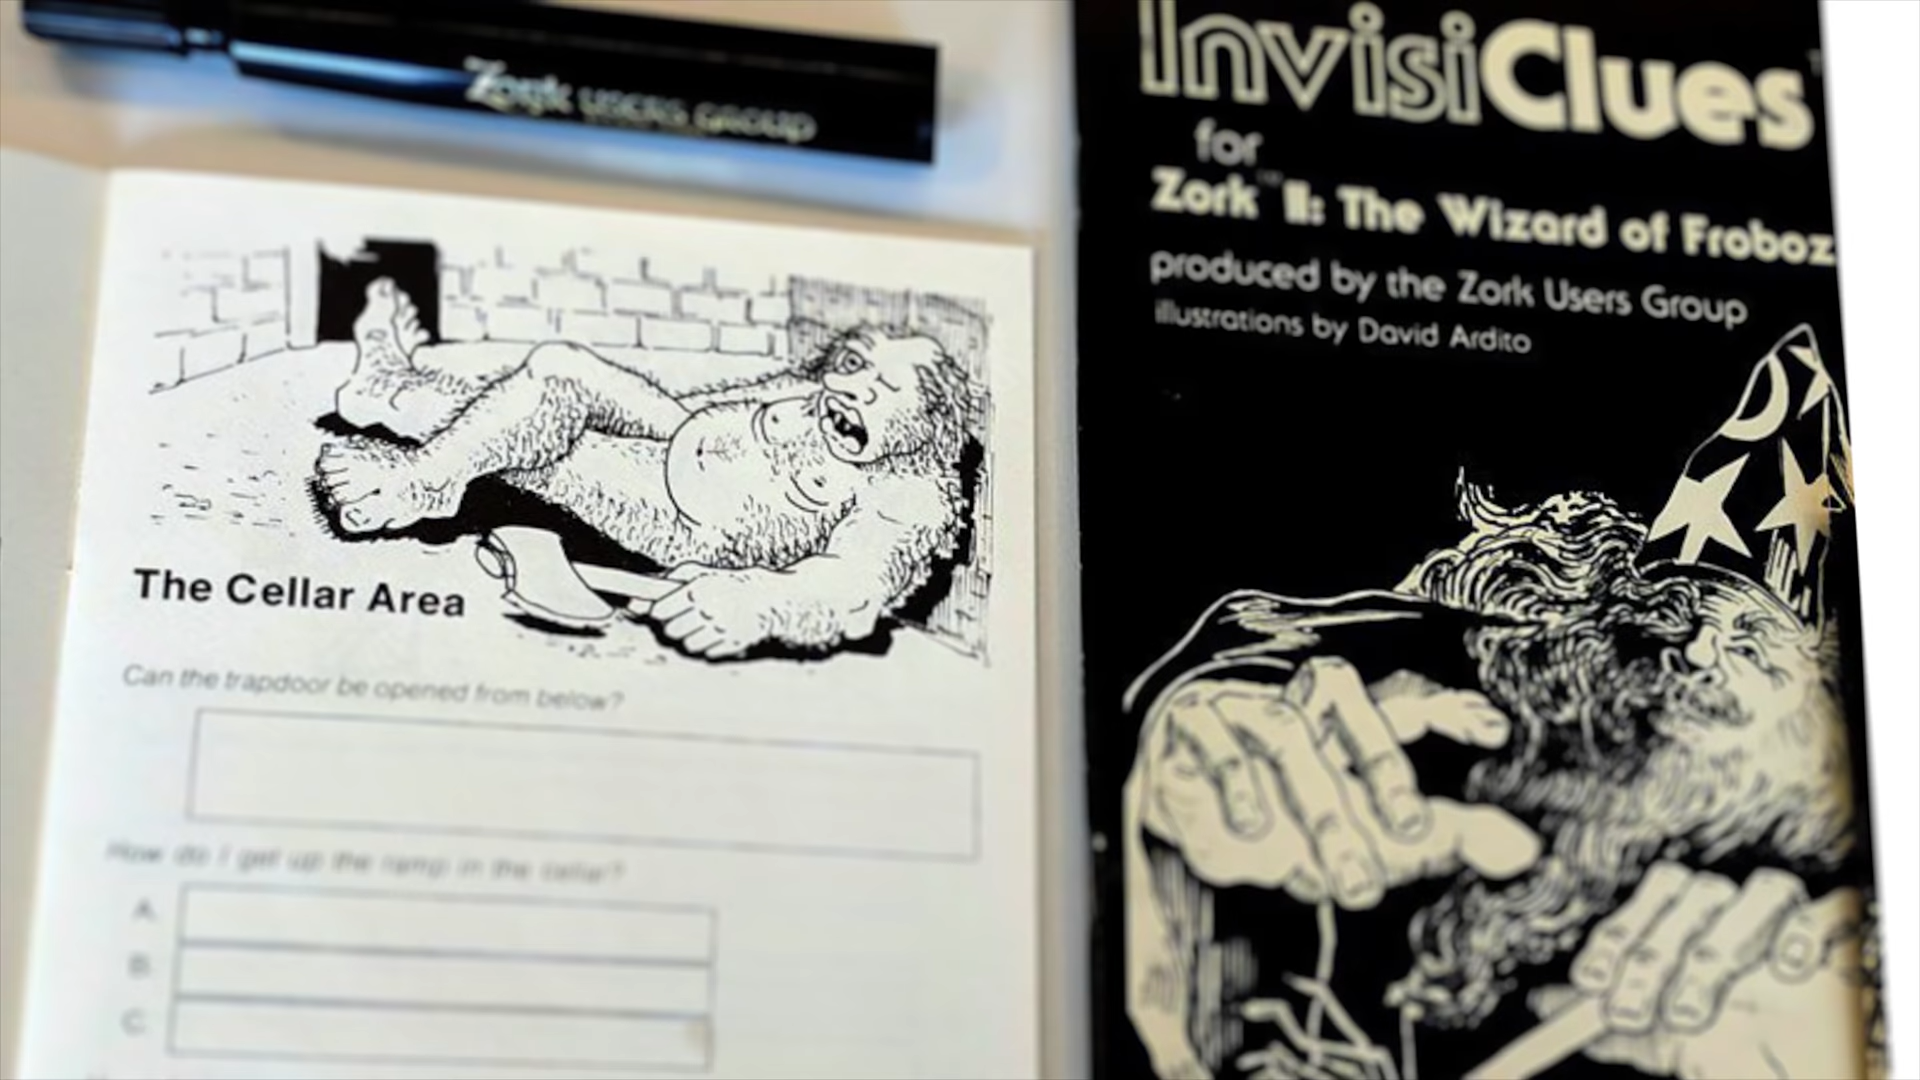 Zork users group
The Cellar Area
Can the trapdoor be opened from below?
How do I get up the ramp in the cellar?
A.
B.
C.
InvisiClues
for
Zork™ II: The Wizard of Froboz
produced by the Zork Users Group
illustrations by David Ardito